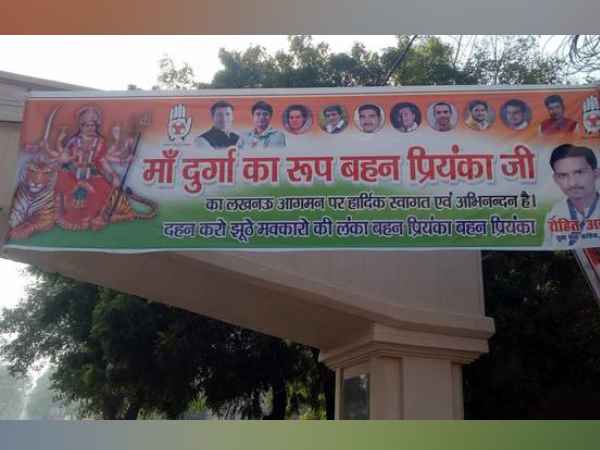 माँ दुर्गा का रूप बहन प्रियंका जी
का लखनऊ आगमन पर हार्दिक स्वागत एवं अभिनन्दन है।
दहन करो झूठे मक्कारो की लंका बहन प्रियंका बहन प्रियंका
रोहित